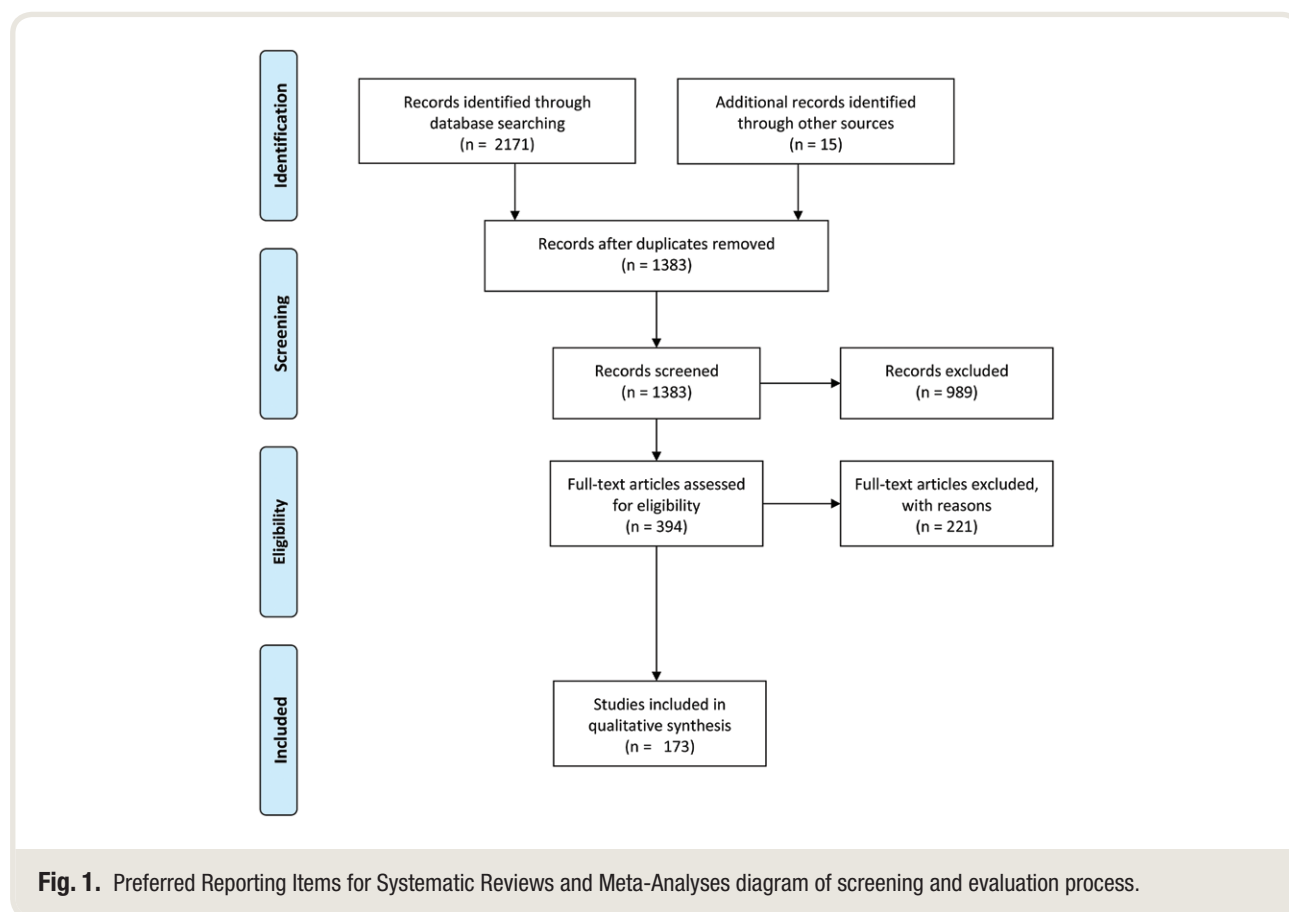 Identification
Records identified through
database searching
(n = 2171)
Additional records identified
through other sources
(n = 15)
Records after duplicates removed
(n = 1383)
Screening
Records screened
(n = 1383)
Records excluded
(n = 989)
Eligibility
Full-text articles assessed
for eligibility
(n = 394)
Full-text articles excluded,
with reasons
(n = 221)
Included
Studies included in
qualitative synthesis
(n = 173)
Fig. 1. Preferred Reporting Items for Systematic Reviews and Meta-Analyses diagram of screening and evaluation process.